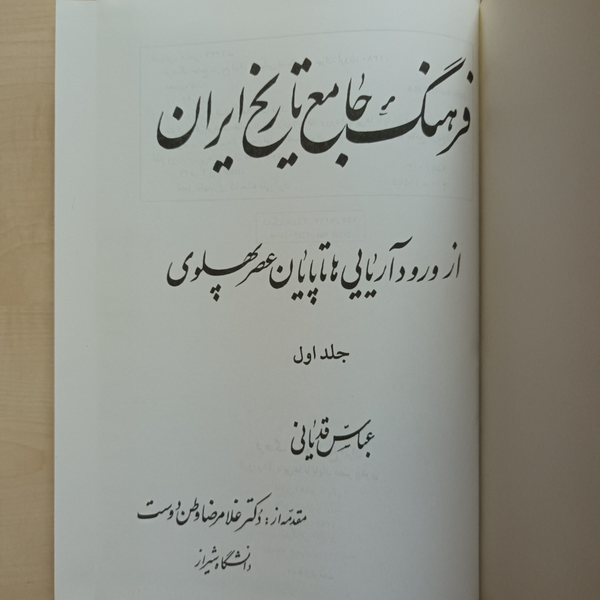 فرهنگ جامع تاریخ ایران
از ورود آریایی ها تا پایان عصر پهلوی
جلد اول
عباس قدیانی
مقدمه از: دکتر غلامرضا وطن دوست
دانشگاه شیراز